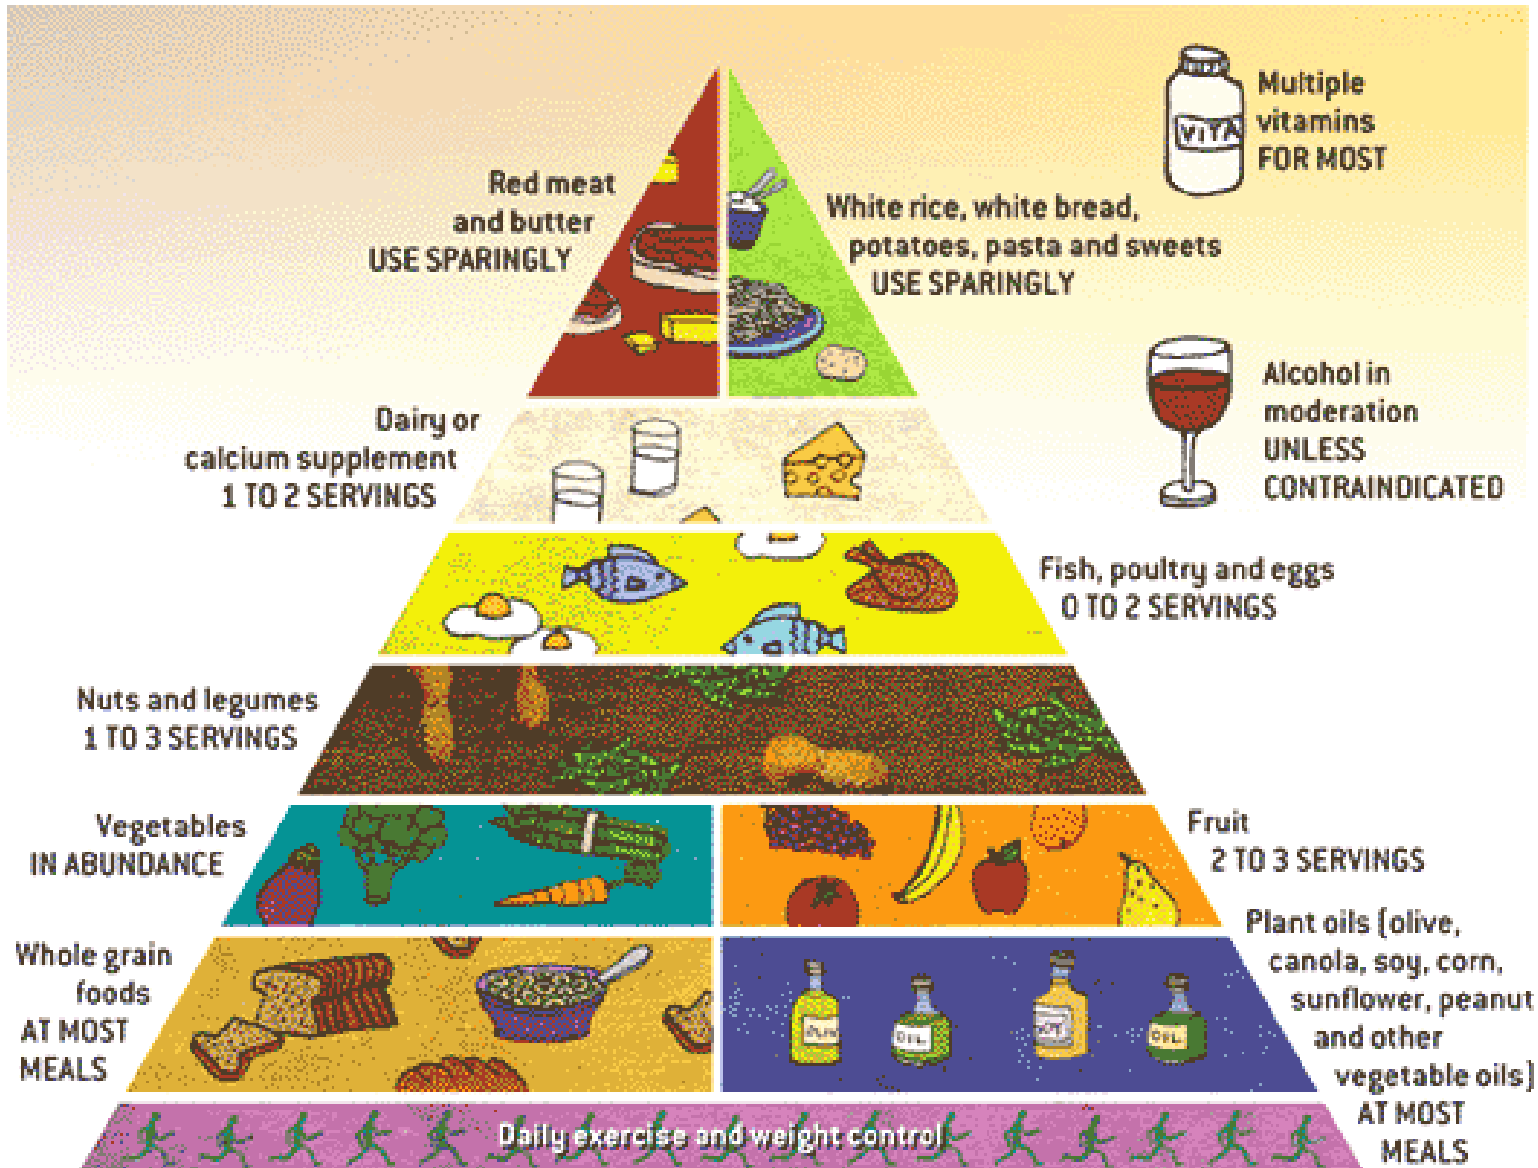 Multiple
vitamins
FOR MOST
VITA
Red meat
and butter
USE SPARINGLY
White rice, white bread,
potatoes, pasta and sweets
USE SPARINGLY
Alcohol in
moderation
UNLESS
CONTRAINDICATED
Dairy or
calcium supplement
1 TO 2 SERVINGS
Fish, poultry and eggs
0 TO 2 SERVINGS
Nuts and legumes
1 TO 3 SERVINGS
Vegetables
IN ABUNDANCE
Fruit
2 TO 3 SERVINGS
Whole grain
foods
AT MOST
MEALS
Plant oils (olive,
canola, soy, corn,
sunflower, peanut
and other
vegetable oils)
AT MOST
MEALS
OIL
OIL
Daily exercise and weight control